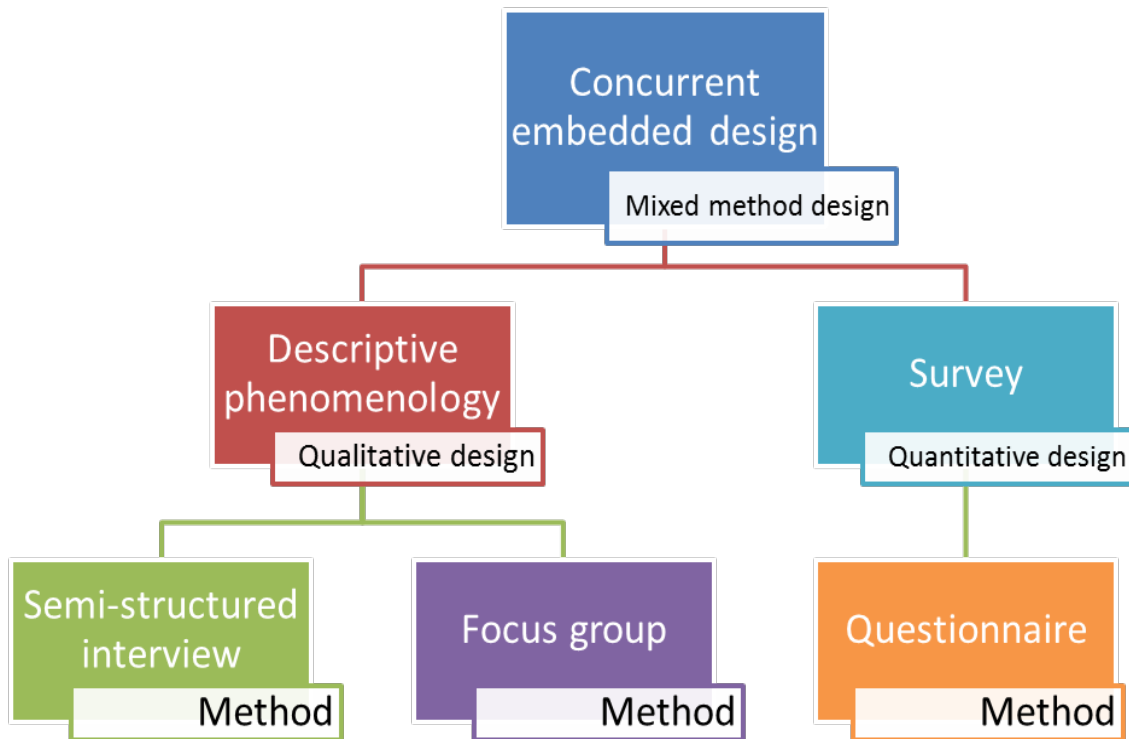 Concurrent
embedded design
Mixed method design
Descriptive
phenomenology
Qualitative design
Survey
Quantitative design
Semi-structured
interview
Method
Focus group
Method
Questionnaire
Method